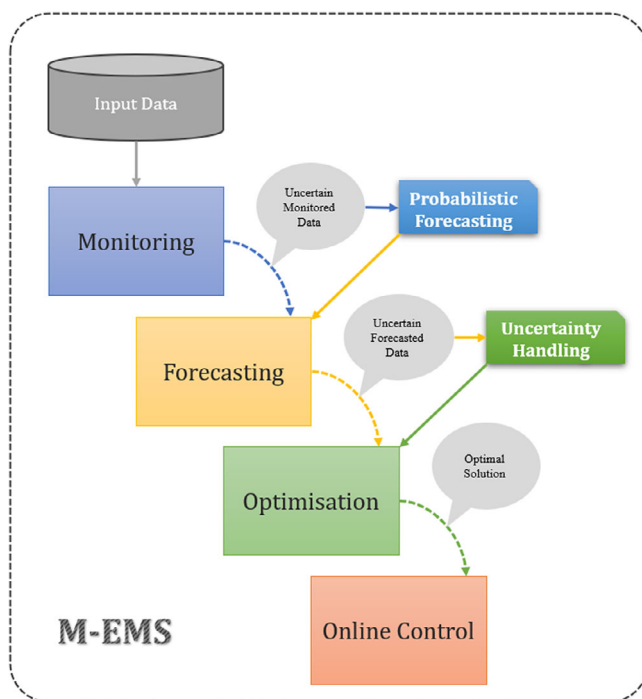 Input Data
Uncertain
Monitored
Data
Probabilistic
Forecasting
Monitoring
Uncertain
Forecasted
Data
Uncertainty
Handling
Forecasting
Optimal
Solution
Optimisation
Online Control
M-EMS